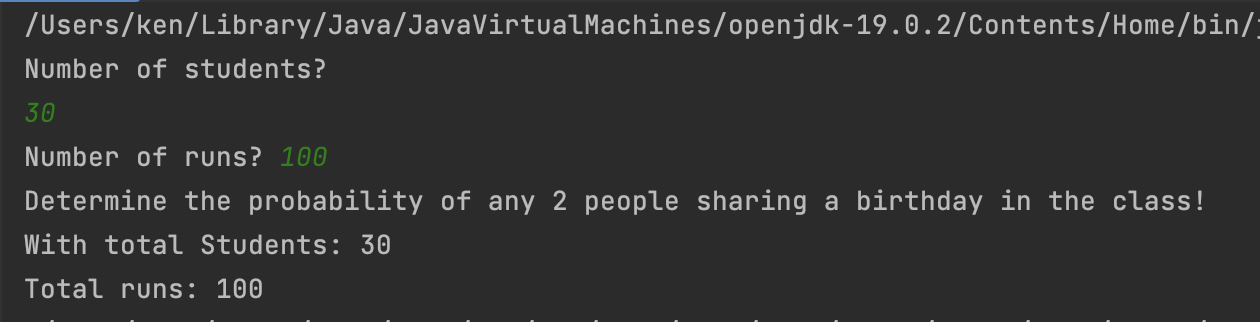 /Users/ken/Library/Java/JavaVirtualMachines/openjdk-19.0.2/Contents/Home/bin/
Number of students?
30
Number of runs? 100
Determine the probability of any 2 people sharing a birthday in the class!
With total Students: 30
Total runs: 100